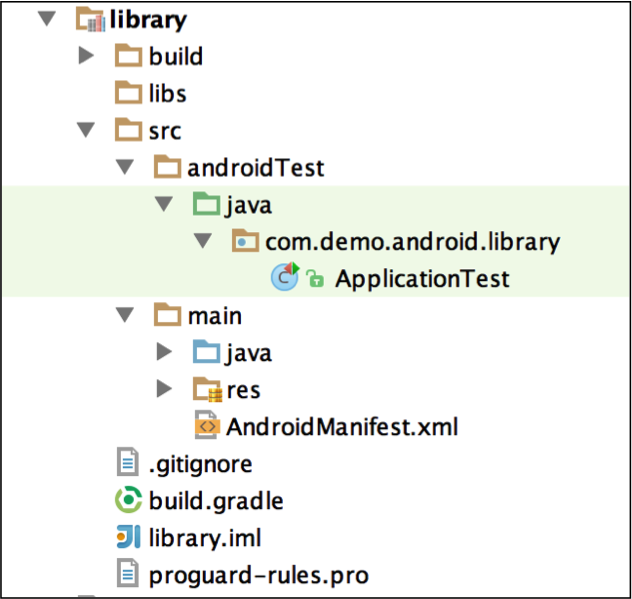 library
build
libs
src
androidTest
java
com.demo.android.library
C ApplicationTest
main
java
res
<> AndroidManifest.xml
.gitignore
build.gradle
library.iml
proguard-rules.pro